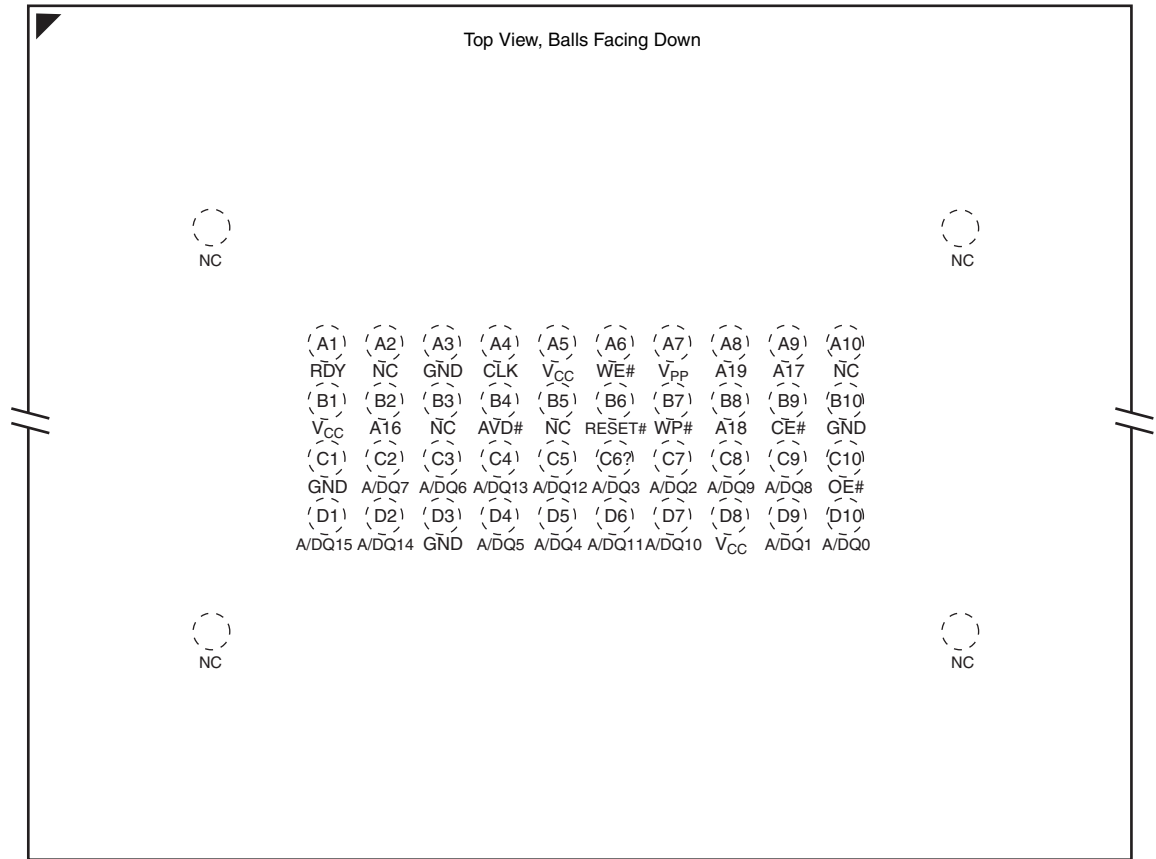 Top View, Balls Facing Down
NC NC
A1 A2 A3 A4 A5 A6 A7 A8 A9 A10
RDY NC GND CLK VCC WE# VPP A19 A17 NC
B1 B2 B3 B4 B5 B6 B7 B8 B9 B10
VCC A16 NC AVD# NC RESET# WP# A18 CE# GND
C1 C2 C3 C4 C5 C6? C7 C8 C9 C10
GND A/DQ7 A/DQ6 A/DQ13 A/DQ12 A/DQ3 A/DQ2 A/DQ9 A/DQ8 OE#
D1 D2 D3 D4 D5 D6 D7 D8 D9 D10
A/DQ15 A/DQ14 GND A/DQ5 A/DQ4 A/DQ11 A/DQ10 VCC A/DQ1 A/DQ0
NC NC